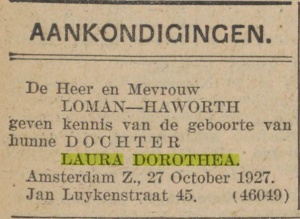 AANKONDIGINGEN.
De Heer en Mevrouw
LOMAN—HAWORTH
geven kennis van de geboorte van
hunne DOCHTER
LAURA DOROTHEA.
Amsterdam Z., 27 October 1927.
Jan Luykenstraat 45. (46049)